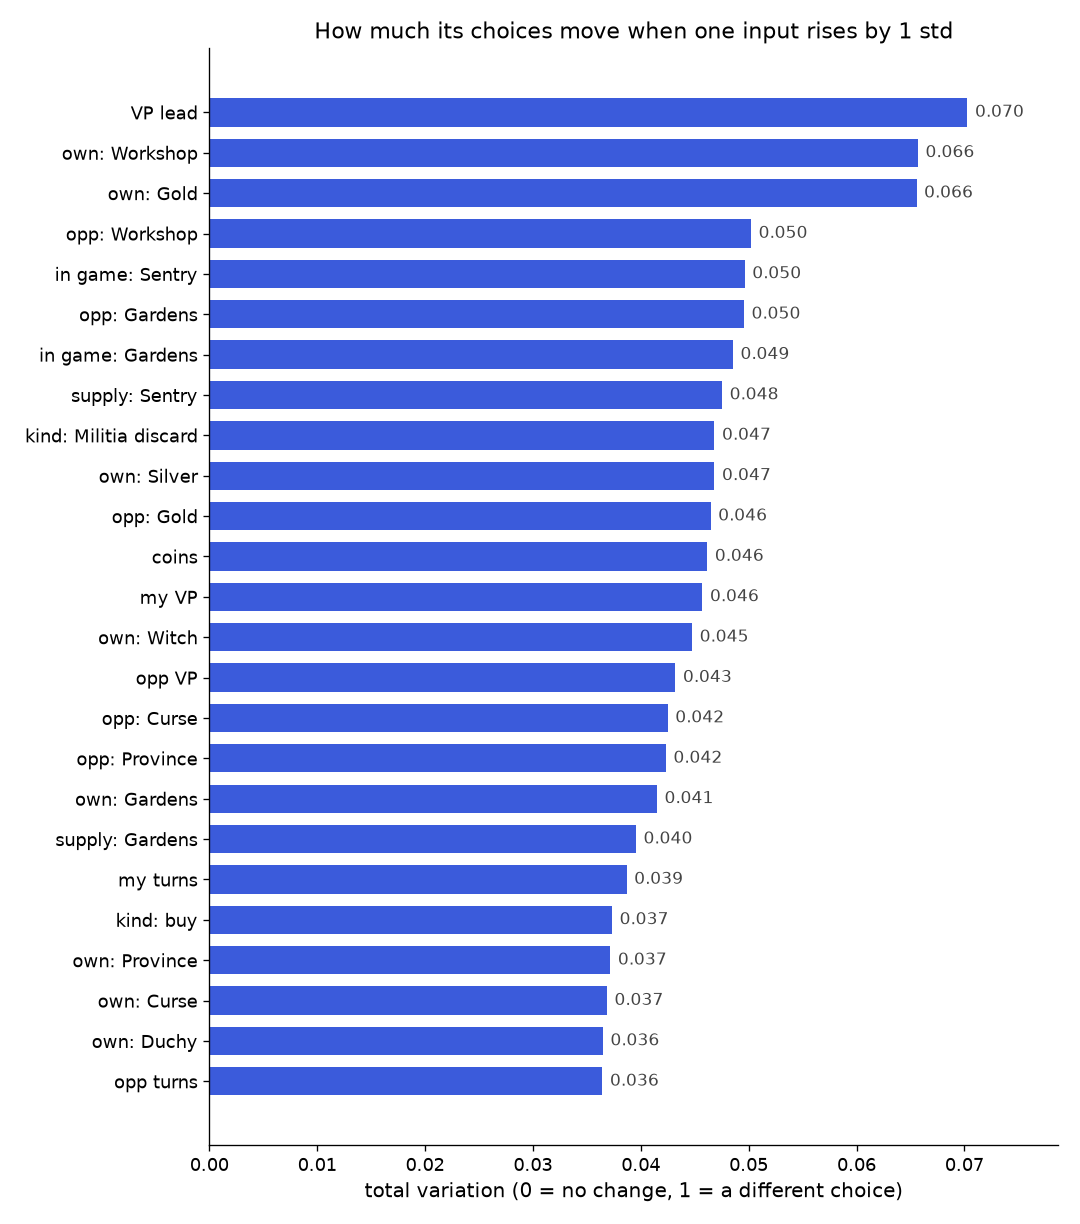 How much its choices move when one input rises by 1 std
VP lead 0.070
own: Workshop 0.066
own: Gold 0.066
opp: Workshop 0.050
in game: Sentry 0.050
opp: Gardens 0.050
in game: Gardens 0.049
supply: Sentry 0.048
kind: Militia discard 0.047
own: Silver 0.047
opp: Gold 0.046
coins 0.046
my VP 0.046
own: Witch 0.045
opp VP 0.043
opp: Curse 0.042
opp: Province 0.042
own: Gardens 0.041
supply: Gardens 0.040
my turns 0.039
kind: buy 0.037
own: Province 0.037
own: Curse 0.037
own: Duchy 0.036
opp turns 0.036
0.00 0.01 0.02 0.03 0.04 0.05 0.06 0.07
total variation (0 = no change, 1 = a different choice)